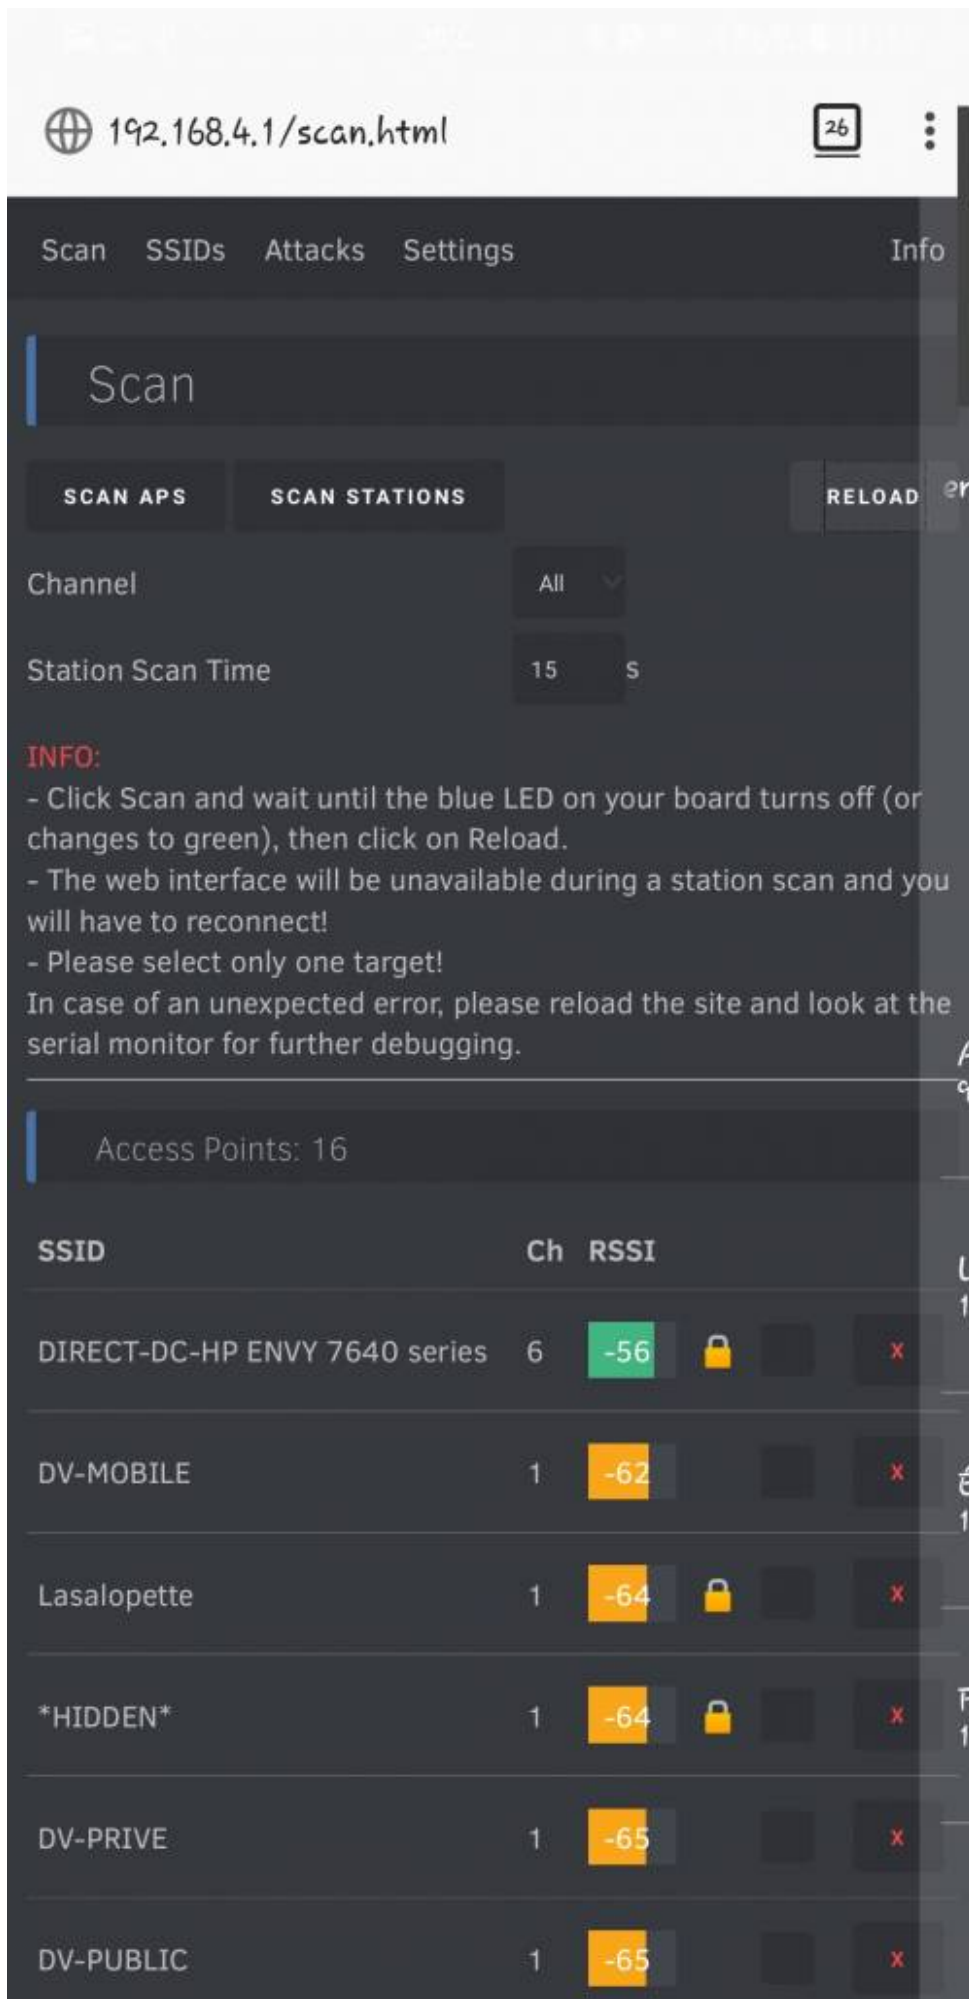 192.168.4.1/scan.html 26
Scan SSIDs Attacks Settings Info
Scan
SCAN APS SCAN STATIONS RELOAD er
Channel All
Station Scan Time 15 s
INFO:
- Click Scan and wait until the blue LED on your board turns off (or
changes to green), then click on Reload.
- The web interface will be unavailable during a station scan and you
will have to reconnect!
- Please select only one target!
In case of an unexpected error, please reload the site and look at the
serial monitor for further debugging.
Access Points: 16
SSID Ch RSSI
DIRECT-DC-HP ENVY 7640 series 6 -56 X
DV-MOBILE 1 -62 X
Lasalopette 1 -64 X
*HIDDEN* 1 -64 X
DV-PRIVE 1 -65 X
DV-PUBLIC 1 -65 X